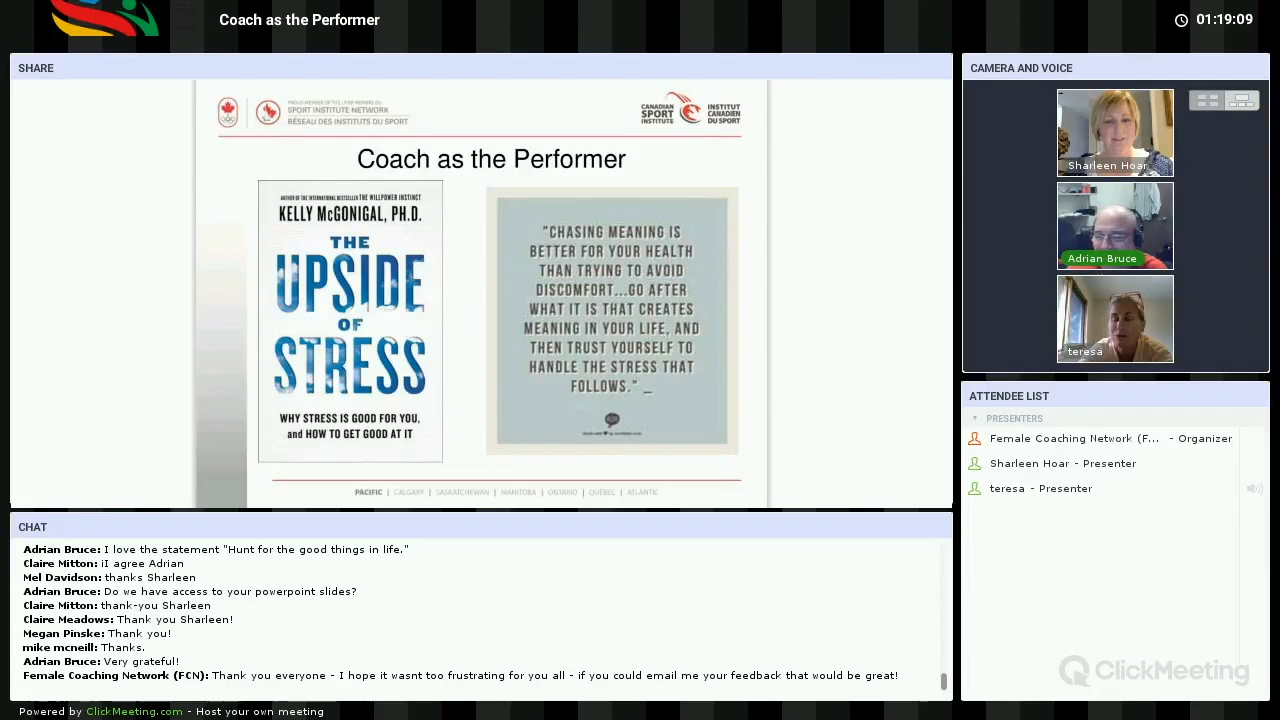 Coach as the Performer
01:19:09
SHARE
CAMERA AND VOICE
SPORT INSTITUTE NETWORK
RÉSEAU DES INSTITUTS DU SPORT
CANADIAN
SPORT
INSTITUTE
INSTITUT
CANADIEN
DU SPORT
Coach as the Performer
AUTHOR OF THE INTERNATIONAL BESTSELLER THE WILLPOWER INSTINCT
KELLY McGONIGAL, PH.D.
THE
UPSIDE
OF
STRESS
WHY STRESS IS GOOD FOR YOU,
and HOW TO GET GOOD AT IT
"CHASING MEANING IS
BETTER FOR YOUR HEALTH
THAN TRYING TO AVOID
DISCOMFORT...GO AFTER
WHAT IT IS THAT CREATES
MEANING IN YOUR LIFE, AND
THEN TRUST YOURSELF TO
HANDLE THE STRESS THAT
FOLLOWS." _
PACIFIC | CALGARY | SASKATCHEWAN | MANITOBA | ONTARIO | QUÉBEC | ATLANTIC
Sharleen Hoar
Adrian Bruce
teresa
ATTENDEE LIST
PRESENTERS
Female Coaching Network (F... - Organizer
Sharleen Hoar - Presenter
teresa - Presenter
CHAT
Adrian Bruce: I love the statement "Hunt for the good things in life."
Claire Mitton: iI agree Adrian
Mel Davidson: thanks Sharleen
Adrian Bruce: Do we have access to your powerpoint slides?
Claire Mitton: thank-you Sharleen
Claire Meadows: Thank you Sharleen!
Megan Pinske: Thank you!
mike mcneill: Thanks.
Adrian Bruce: Very grateful!
Female Coaching Network (FCN): Thank you everyone - I hope it wasnt too frustrating for you all - if you could email me your feedback that would be great!
ClickMeeting
Powered by ClickMeeting.com - Host your own meeting